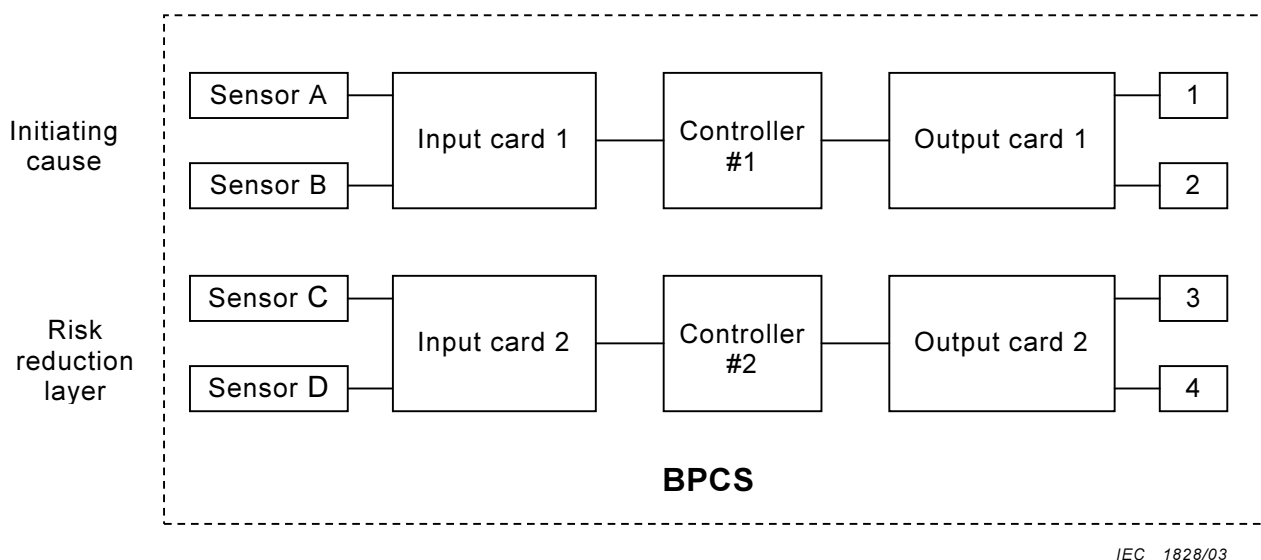 Initiating
cause
Sensor A
Sensor B
Input card 1
Controller
#1
Output card 1
1
2
Risk
reduction
layer
Sensor C
Sensor D
Input card 2
Controller
#2
Output card 2
3
4
BPCS
IEC 1828/03